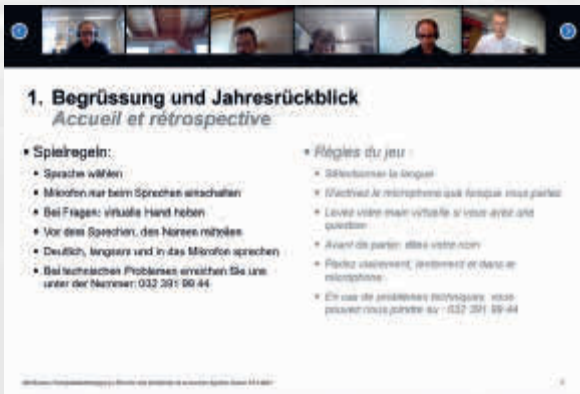 1. Begrüssung und Jahresrückblick
Accueil et rétrospective
Spielregeln:
Sprache wählen
Mikrofon nur beim Sprechen einschalten
Bei Fragen: virtuelle Hand heben
Vor dem Sprechen, den Namen mitteilen
Deutlich, langsam und in das Mikrofon sprechen
Bei technischen Problemen erreichen Sie uns
unter der Nummer: 032 391 99 44
Règles du jeu
Sélectionner la langue
le microphone que lorsque vous parlez
Levez votre main virtuelle si vous avez une
question
Avant de parler, dites votre nom
Parlez clairement, lentement et dans le
microphone
En cas de problèmes techniques, vous
pouvez nous joindre au : 032 391 99 44